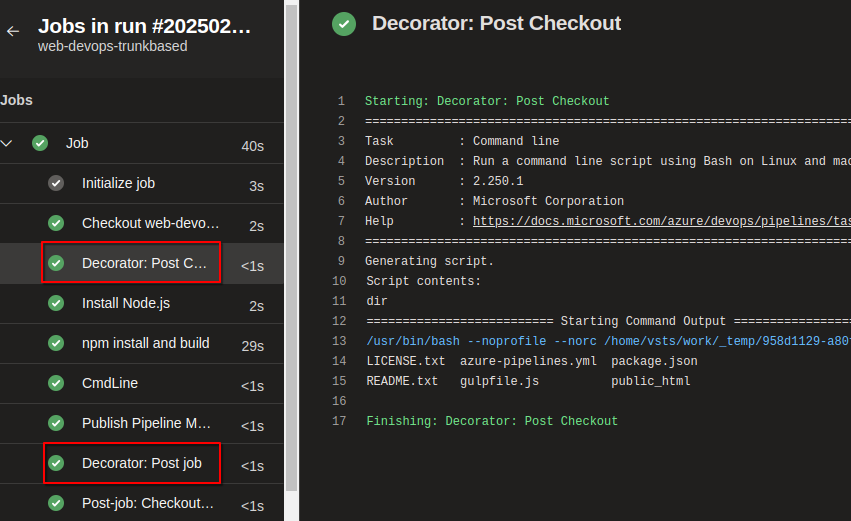 Jobs in run #202502…
web-devops-trunkbased
Jobs
Job 40s
Initialize job 3s
Checkout web-devo… 2s
Decorator: Post C… <1s
Install Node.js 2s
npm install and build 29s
CmdLine <1s
Publish Pipeline M… <1s
Decorator: Post job <1s
Post-job: Checkout… <1s
Decorator: Post Checkout
1 Starting: Decorator: Post Checkout
2 ====================================================================
3 Task : Command line
4 Description : Run a command line script using Bash on Linux and mac
5 Version : 2.250.1
6 Author : Microsoft Corporation
7 Help : https://docs.microsoft.com/azure/devops/pipelines/tas
8 ====================================================================
9 Generating script.
10 Script contents:
11 dir
12 ========================== Starting Command Output =================
13 /usr/bin/bash --noprofile --norc /home/vsts/work/_temp/958d1129-a80
14 LICENSE.txt azure-pipelines.yml package.json
15 README.txt gulpfile.js public_html
16
17 Finishing: Decorator: Post Checkout